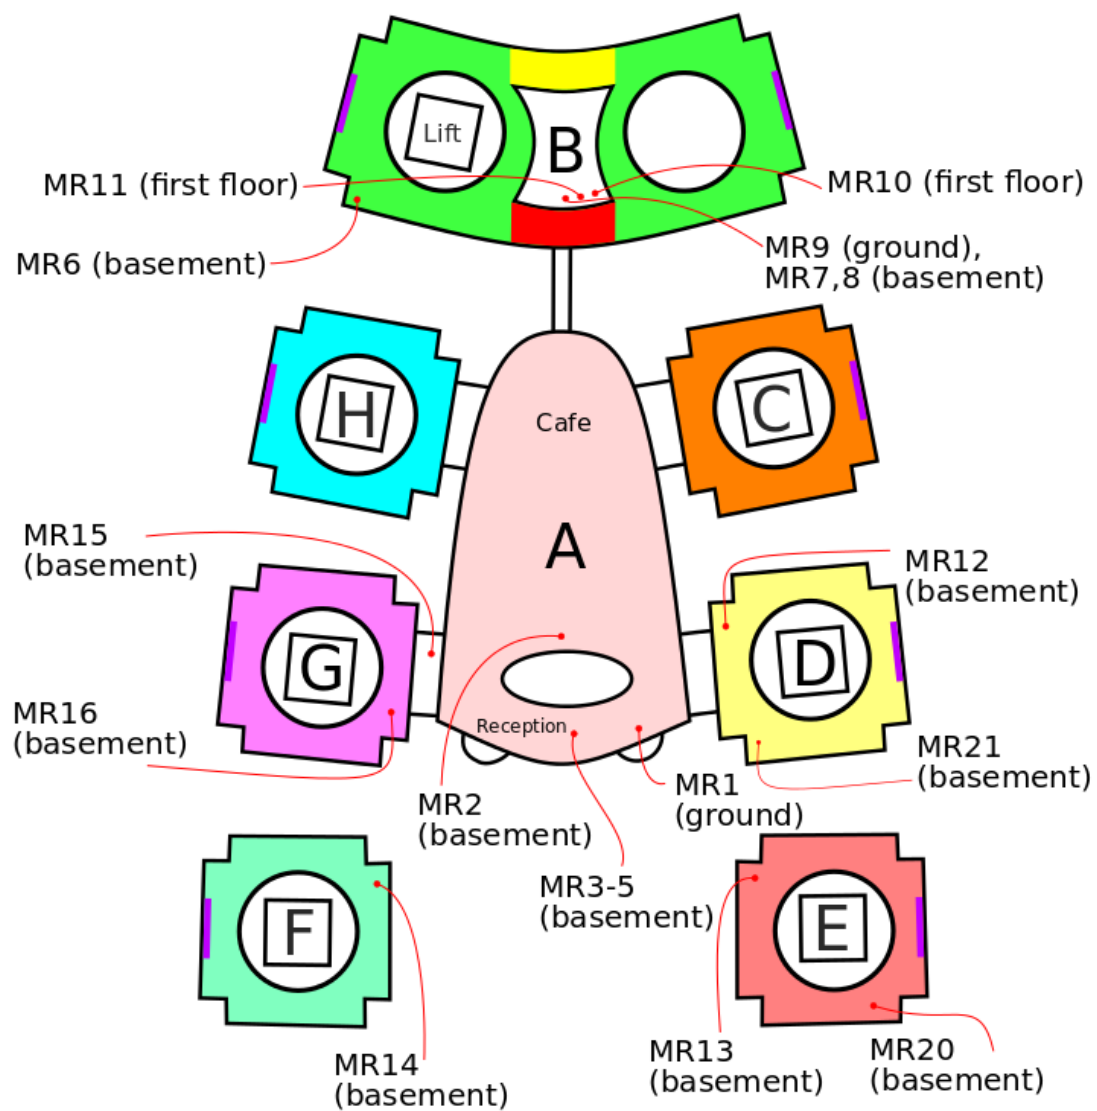 Lift
B
MR11 (first floor)
MR10 (first floor)
MR6 (basement)
MR9 (ground),
MR7,8 (basement)
H
C
Cafe
A
MR15
(basement)
MR12
(basement)
G
D
MR16
(basement)
Reception
MR21
(basement)
MR2
(basement)
MR1
(ground)
MR3-5
(basement)
F
E
MR14
(basement)
MR13
(basement)
MR20
(basement)